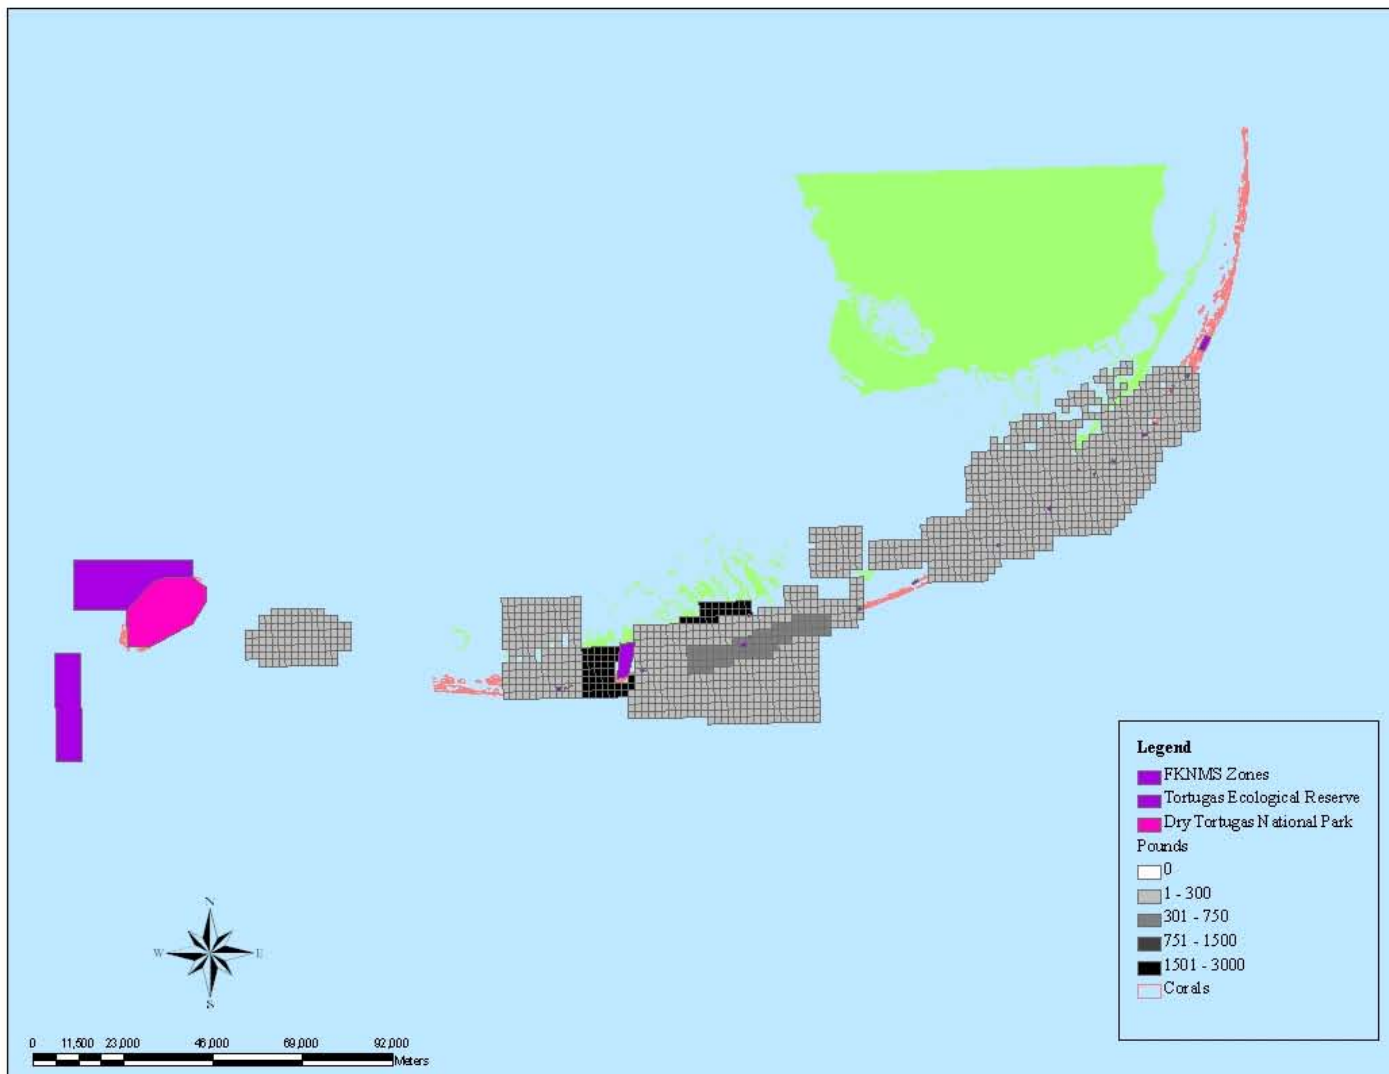 Legend
FKNMS Zones
Tortugas Ecological Reserve
Dry Tortugas National Park
Pounds
0
1 - 300
301 - 750
751 - 1500
1501 - 3000
Corals
N
W E
S
0 11,500 23,000 46,000 69,000 92,000
Meters